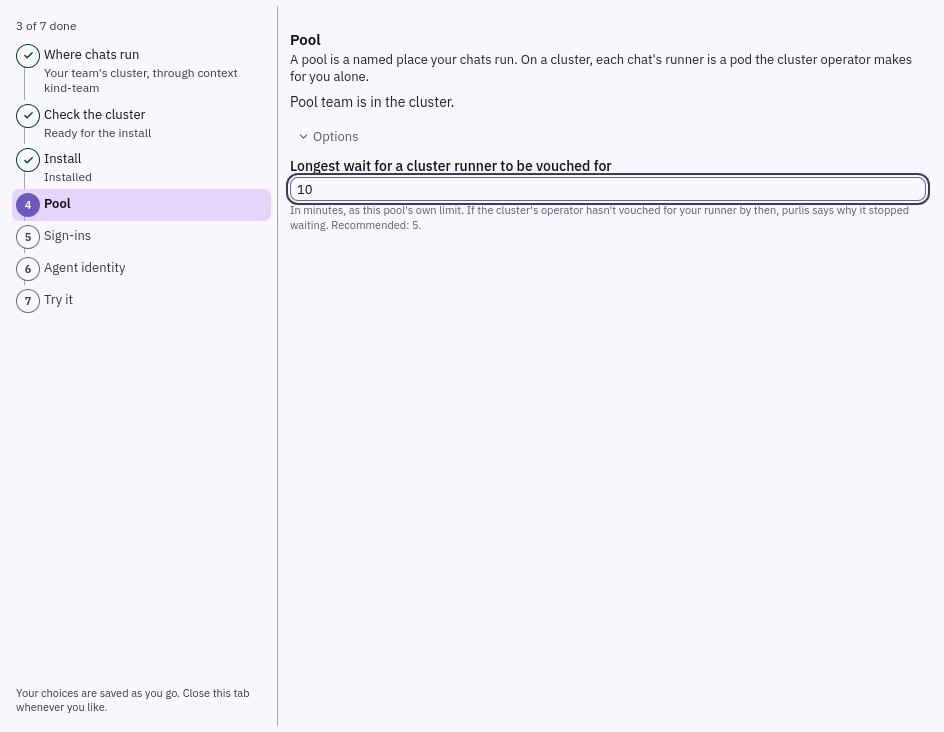 3 of 7 done
Where chats run
Your team's cluster, through context
kind-team
Check the cluster
Ready for the install
Install
Installed
4 Pool
5 Sign-ins
6 Agent identity
7 Try it
Your choices are saved as you go. Close this tab
whenever you like.
Pool
A pool is a named place your chats run. On a cluster, each chat's runner is a pod the cluster operator makes
for you alone.
Pool team is in the cluster.
Options
Longest wait for a cluster runner to be vouched for
10
In minutes, as this pool's own limit. If the cluster's operator hasn't vouched for your runner by then, purlis says why it stopped
waiting. Recommended: 5.